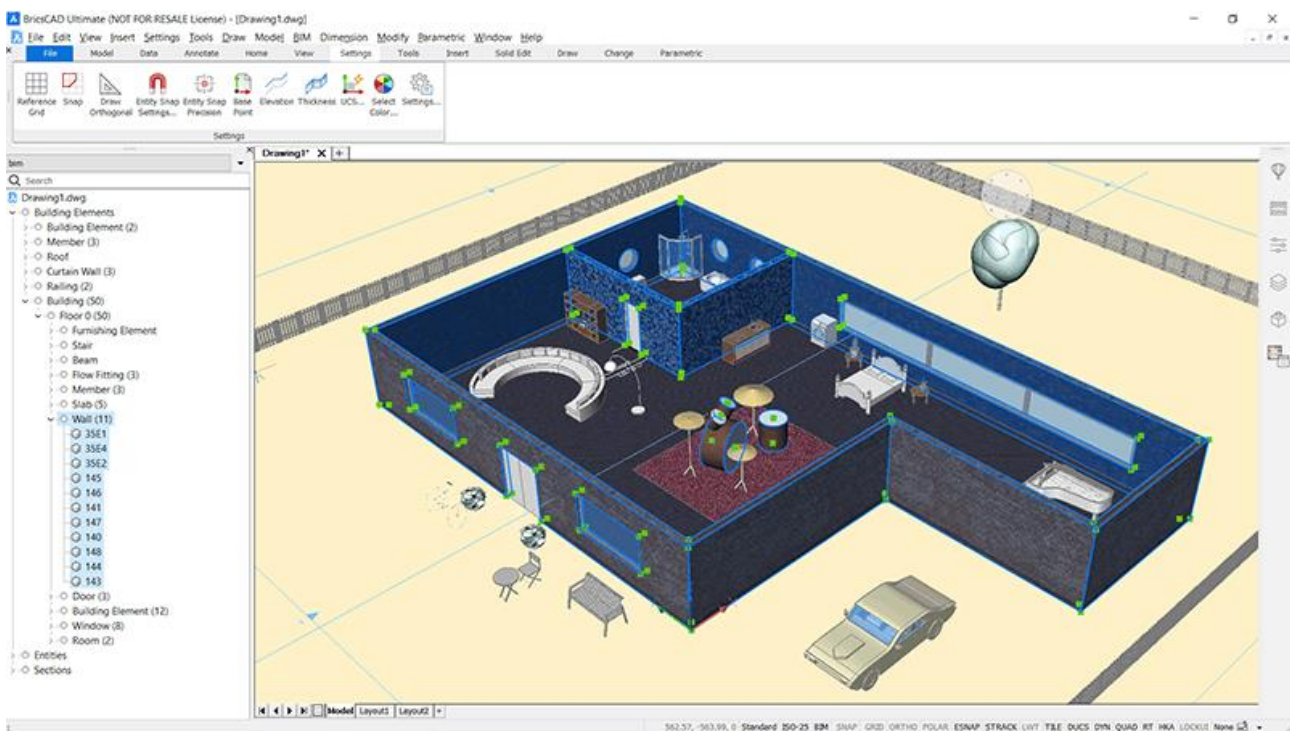 BricsCAD Ultimate (NOT FOR RESALE License) - [Drawing1.dwg]
File Edit View Insert Settings Tools Draw Model BIM Dimension Modify Parametric Window Help
File Model Data Annotate Home View Settings Tools Insert Solid Edit Draw Change Parametric
Reference Grid
Snap
Draw Orthogonal
Entity Snap Settings...
Entity Snap Precision
Base Point
Elevation
Thickness
UCS...
Select Color...
Settings...
Settings
bim
Drawing1*
Search
Drawing1.dwg
Building Elements
Building Element (2)
Member (3)
Roof
Curtain Wall (3)
Railing (2)
Building (50)
Floor 0 (50)
Furnishing Element
Stair
Beam
Flow Fitting (3)
Member (3)
Slab (5)
Wall (11)
35E1
35E4
35E2
145
146
141
147
140
148
144
143
Door (3)
Building Element (12)
Window (8)
Room (2)
Entities
Sections
Model Layout1 Layout2 +
562.57, -563.99, 0 Standard ISO-25 BIM SNAP GRID ORTHO POLAR ESNAP STRACK LWT TILE DUCS DYN QUAD RT HKA LOCKUI None